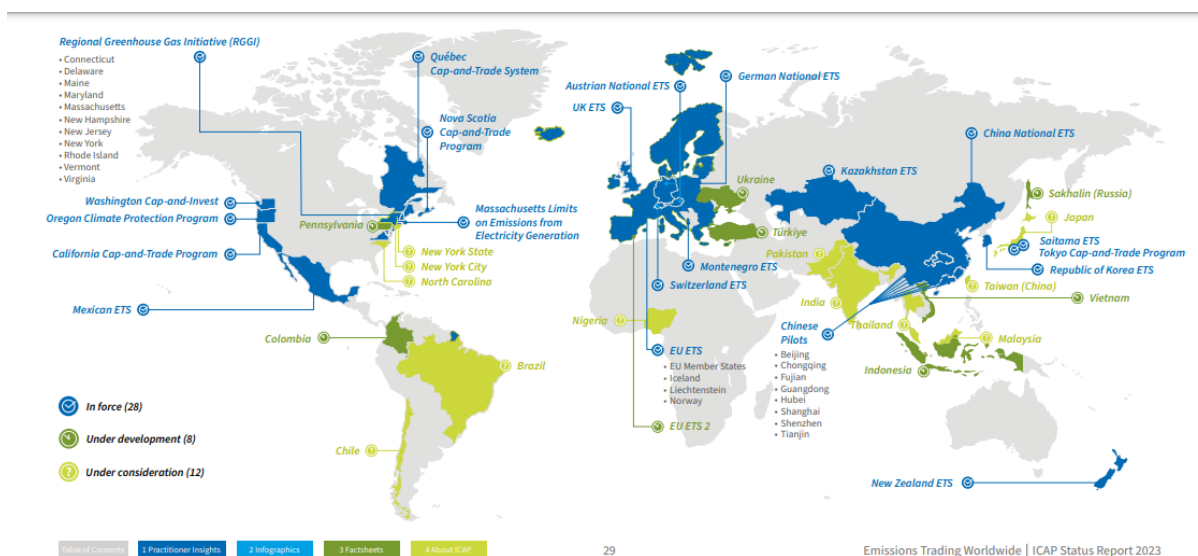 Regional Greenhouse Gas Initiative (RGGI)
• Connecticut
• Delaware
• Maine
• Maryland
• Massachusetts
• New Hampshire
• New Jersey
• New York
• Rhode Island
• Vermont
• Virginia
Washington Cap-and-Invest
Oregon Climate Protection Program
California Cap-and-Trade Program
Mexican ETS
Québec
Cap-and-Trade System
Nova Scotia
Cap-and-Trade
Program
Pennsylvania
Massachusetts Limits
on Emissions from
Electricity Generation
New York State
New York City
North Carolina
Colombia
Brazil
Chile
Austrian National ETS
German National ETS
UK ETS
Ukraine
Türkiye
Montenegro ETS
Switzerland ETS
Nigeria
EU ETS
• EU Member States
• Iceland
• Liechtenstein
• Norway
EU ETS 2
China National ETS
Kazakhstan ETS
Sakhalin (Russia)
Japan
Saitama ETS
Tokyo Cap-and-Trade Program
Republic of Korea ETS
Pakistan
India
Taiwan (China)
Vietnam
Thailand
Malaysia
Indonesia
Chinese
Pilots
• Beijing
• Chongqing
• Fujian
• Guangdong
• Hubei
• Shanghai
• Shenzhen
• Tianjin
New Zealand ETS
In force (28)
Under development (8)
? Under consideration (12)
Table of Contents
1 Practitioner Insights
2 Infographics
3 Factsheets
4 About ICAP
29
Emissions Trading Worldwide | ICAP Status Report 2023